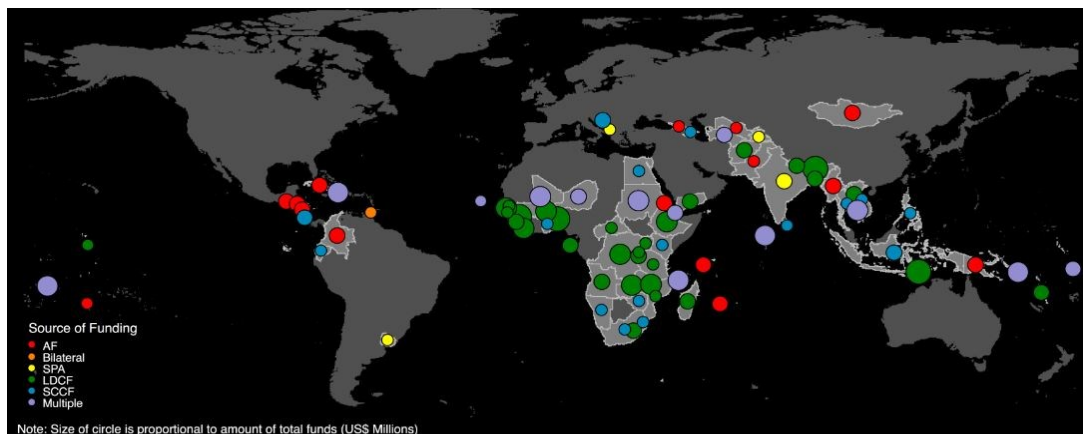 Source of Funding
AF
Bilateral
SPA
LDCF
SCCF
Multiple
Note: Size of circle is proportional to amount of total funds (US$ Millions)